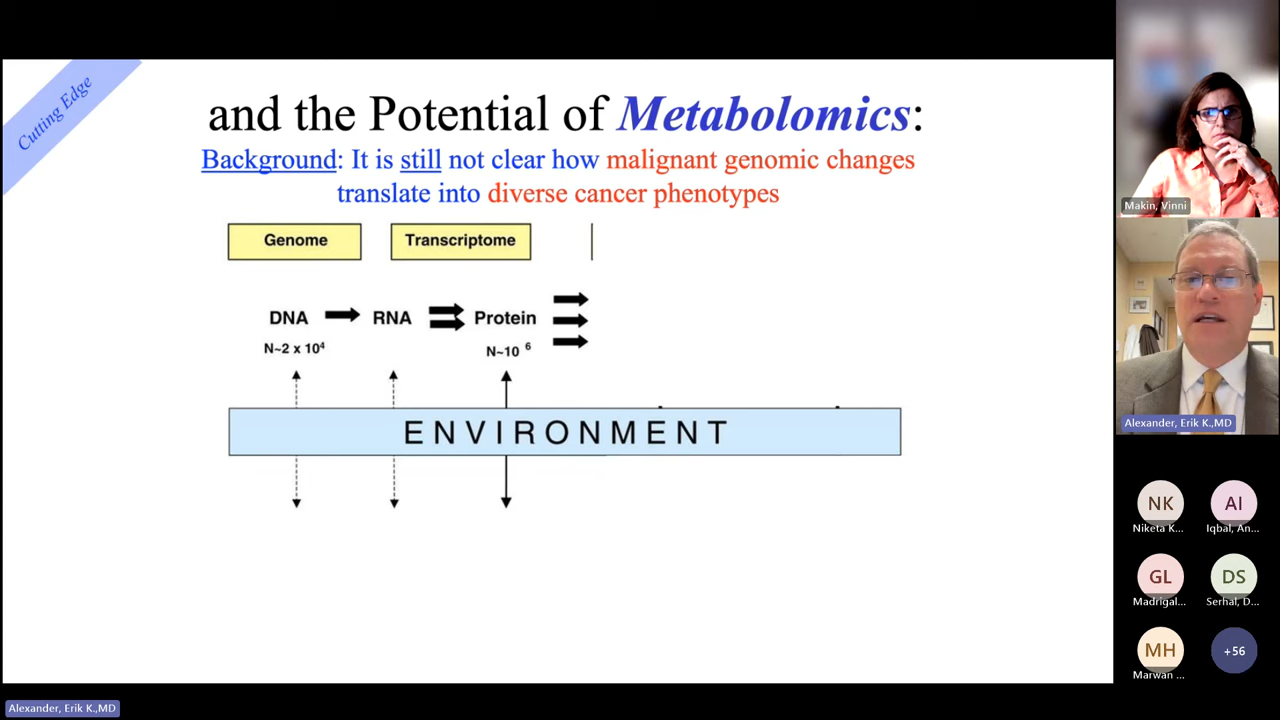 Cutting Edge
and the Potential of Metabolomics:
Background: It is still not clear how malignant genomic changes
translate into diverse cancer phenotypes
Genome
Transcriptome
DNA
RNA
Protein
N~2 x 10⁴
N~10 ⁶
ENVIRONMENT
Makin, Vinni
Alexander, Erik K.,MD
NK
AI
Niketa K...
Iqbal, An...
GL
DS
Madrigal...
Serhal, D...
MH
+56
Marwan ...
Alexander, Erik K.,MD